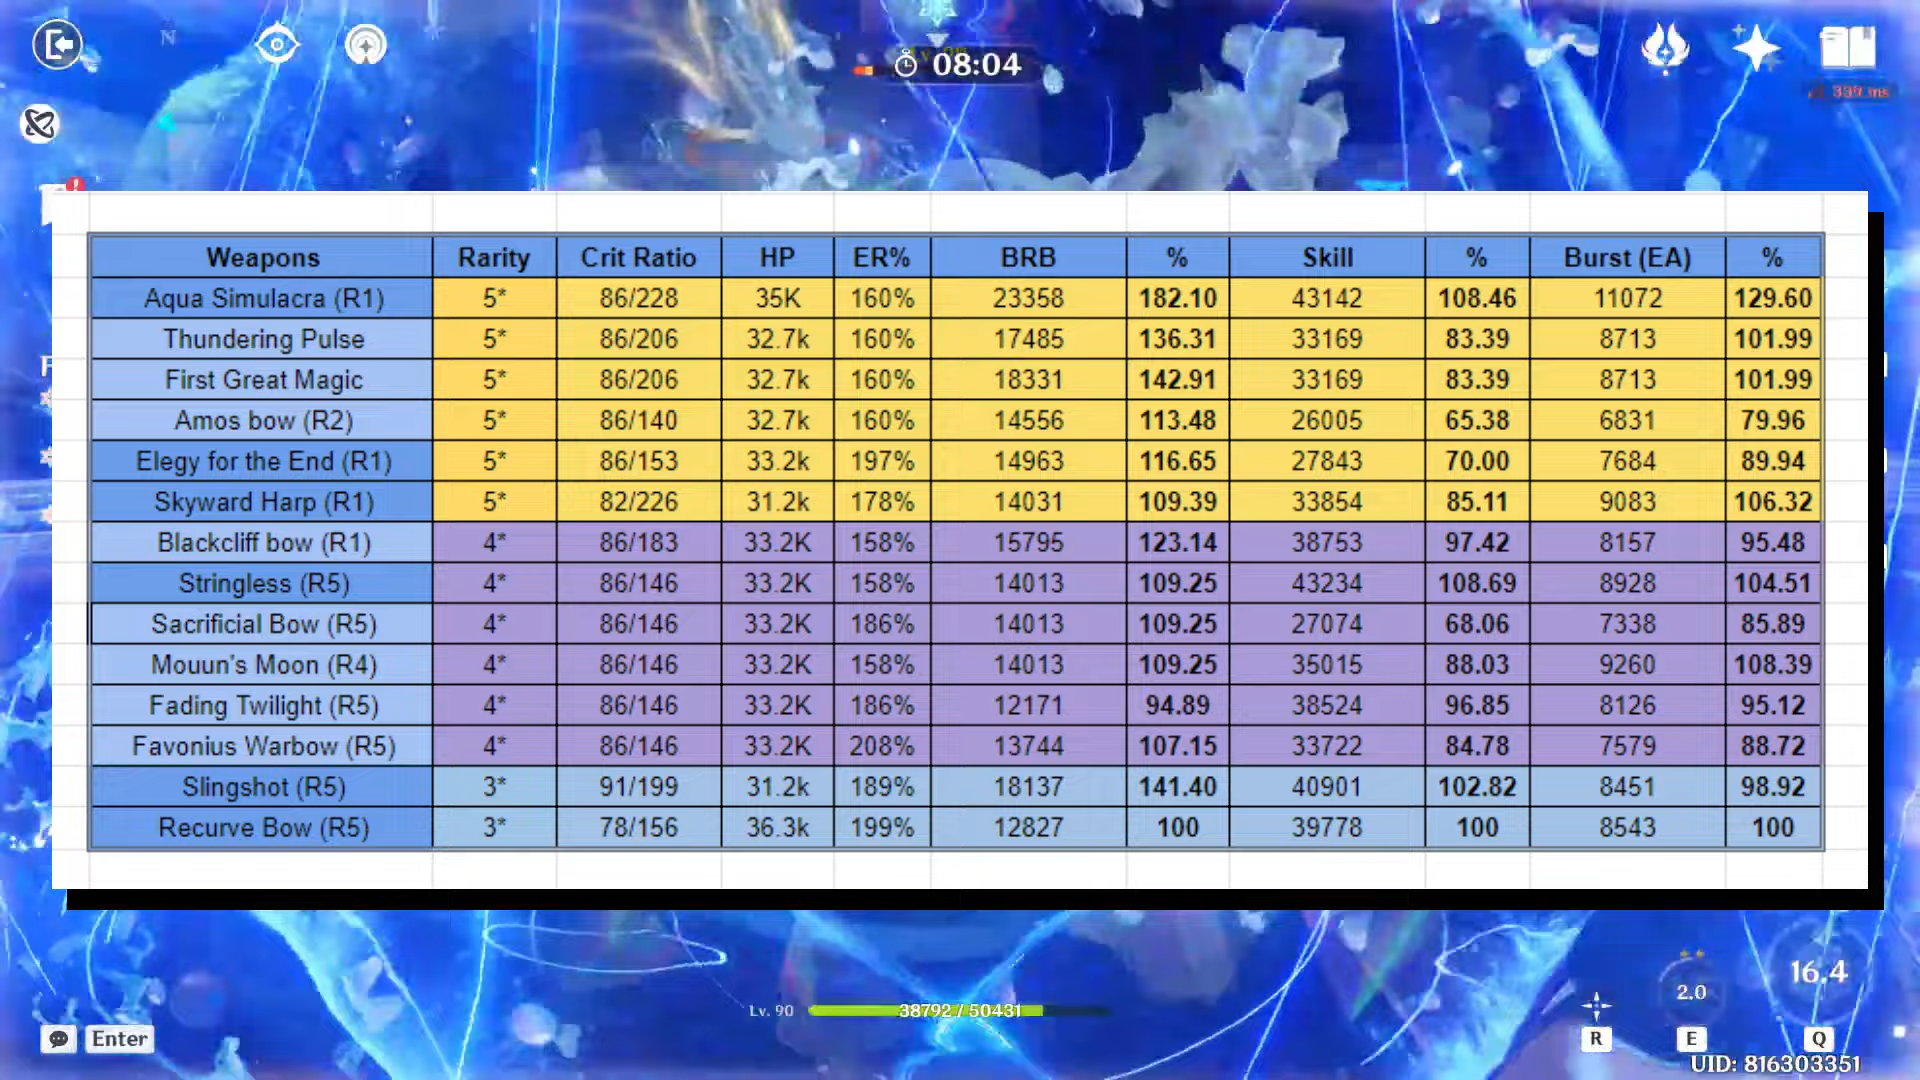 08:04
339 ms
Weapons Rarity Crit Ratio HP ER% BRB % Skill % Burst (EA) %
Aqua Simulacra (R1) 5* 86/228 35K 160% 23358 182.10 43142 108.46 11072 129.60
Thundering Pulse 5* 86/206 32.7k 160% 17485 136.31 33169 83.39 8713 101.99
First Great Magic 5* 86/206 32.7k 160% 18331 142.91 33169 83.39 8713 101.99
Amos bow (R2) 5* 86/140 32.7k 160% 14556 113.48 26005 65.38 6831 79.96
Elegy for the End (R1) 5* 86/153 33.2k 197% 14963 116.65 27843 70.00 7684 89.94
Skyward Harp (R1) 5* 82/226 31.2k 178% 14031 109.39 33854 85.11 9083 106.32
Blackcliff bow (R1) 4* 86/183 33.2K 158% 15795 123.14 38753 97.42 8157 95.48
Stringless (R5) 4* 86/146 33.2K 158% 14013 109.25 43234 108.69 8928 104.51
Sacrificial Bow (R5) 4* 86/146 33.2K 186% 14013 109.25 27074 68.06 7338 85.89
Mouun's Moon (R4) 4* 86/146 33.2K 158% 14013 109.25 35015 88.03 9260 108.39
Fading Twilight (R5) 4* 86/146 33.2K 186% 12171 94.89 38524 96.85 8126 95.12
Favonius Warbow (R5) 4* 86/146 33.2K 208% 13744 107.15 33722 84.78 7579 88.72
Slingshot (R5) 3* 91/199 31.2k 189% 18137 141.40 40901 102.82 8451 98.92
Recurve Bow (R5) 3* 78/156 36.3k 199% 12827 100 39778 100 8543 100
16.4
2.0
Lv. 90 38792 / 50431
Enter R E Q
UID: 816303351